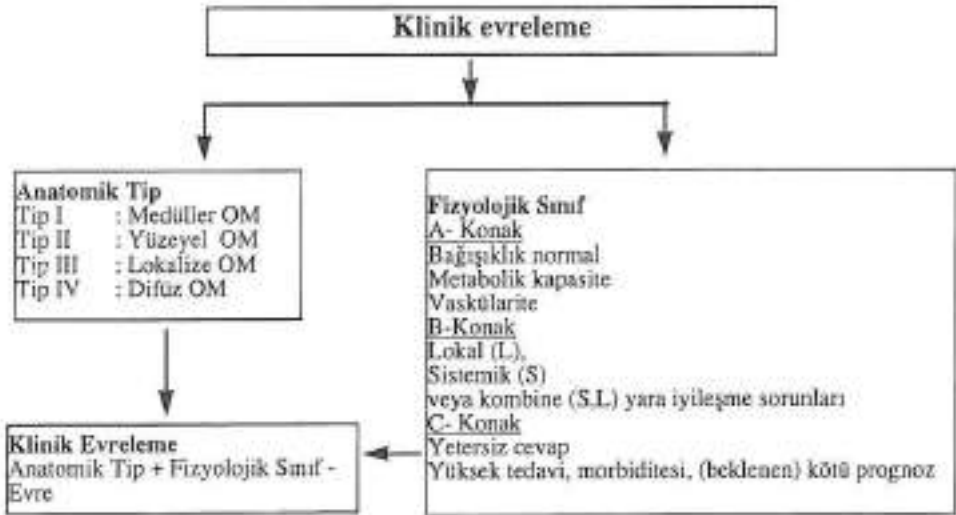 Klinik evreleme
Anatomik Tip
Tip I : Medüller OM
Tip II : Yüzeyel OM
Tip III : Lokalize OM
Tip IV : Difüz OM
Fizyolojik Sınıf
A- Konak
Bağışıklık normal
Metabolik kapasite
Vaskülarite
B-Konak
Lokal (L),
Sistemik (S)
veya kombine (S,L) yara iyileşme sorunları
C- Konak
Yetersiz cevap
Yüksek tedavi, morbiditesi, (beklenen) kötü prognoz
Klinik Evreleme
Anatomik Tip + Fizyolojik Sınıf -
Evre